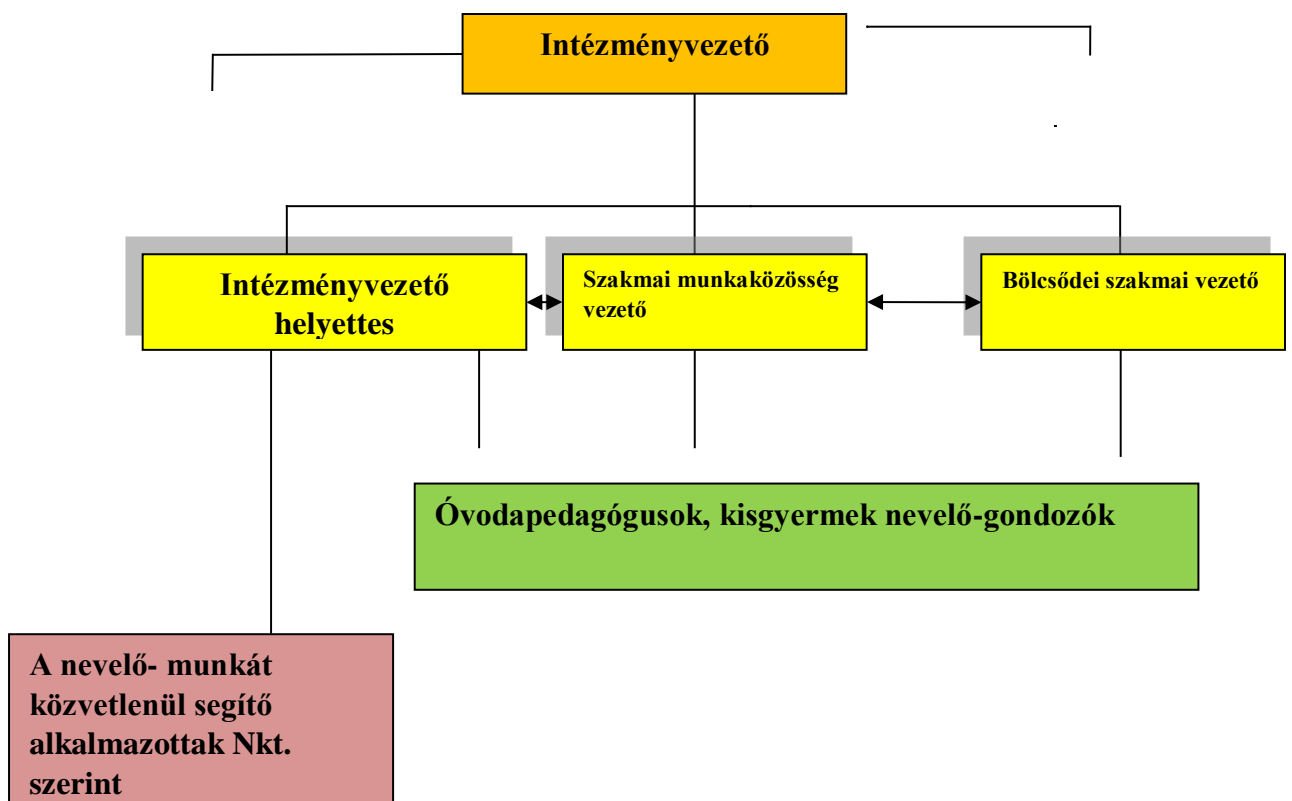 Intézményvezető
Intézményvezető
helyettes
Szakmai munkaközösség
vezető
Bölcsődei szakmai vezető
Óvodapedagógusok, kisgyermek nevelő-gondozók
A nevelő- munkát
közvetlenül segítő
alkalmazottak Nkt.
szerint